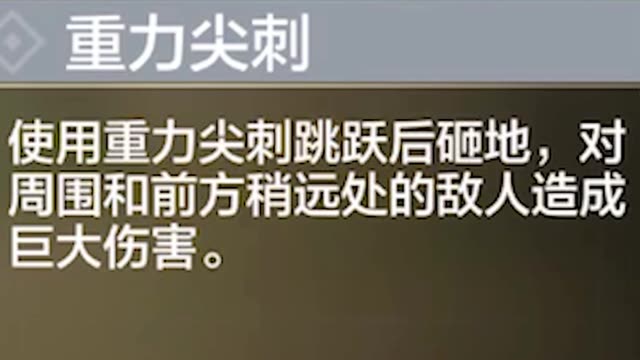 重力尖刺
使用重力尖刺跳跃后砸地，对
周围和前方稍远处的敌人造成
巨大伤害。